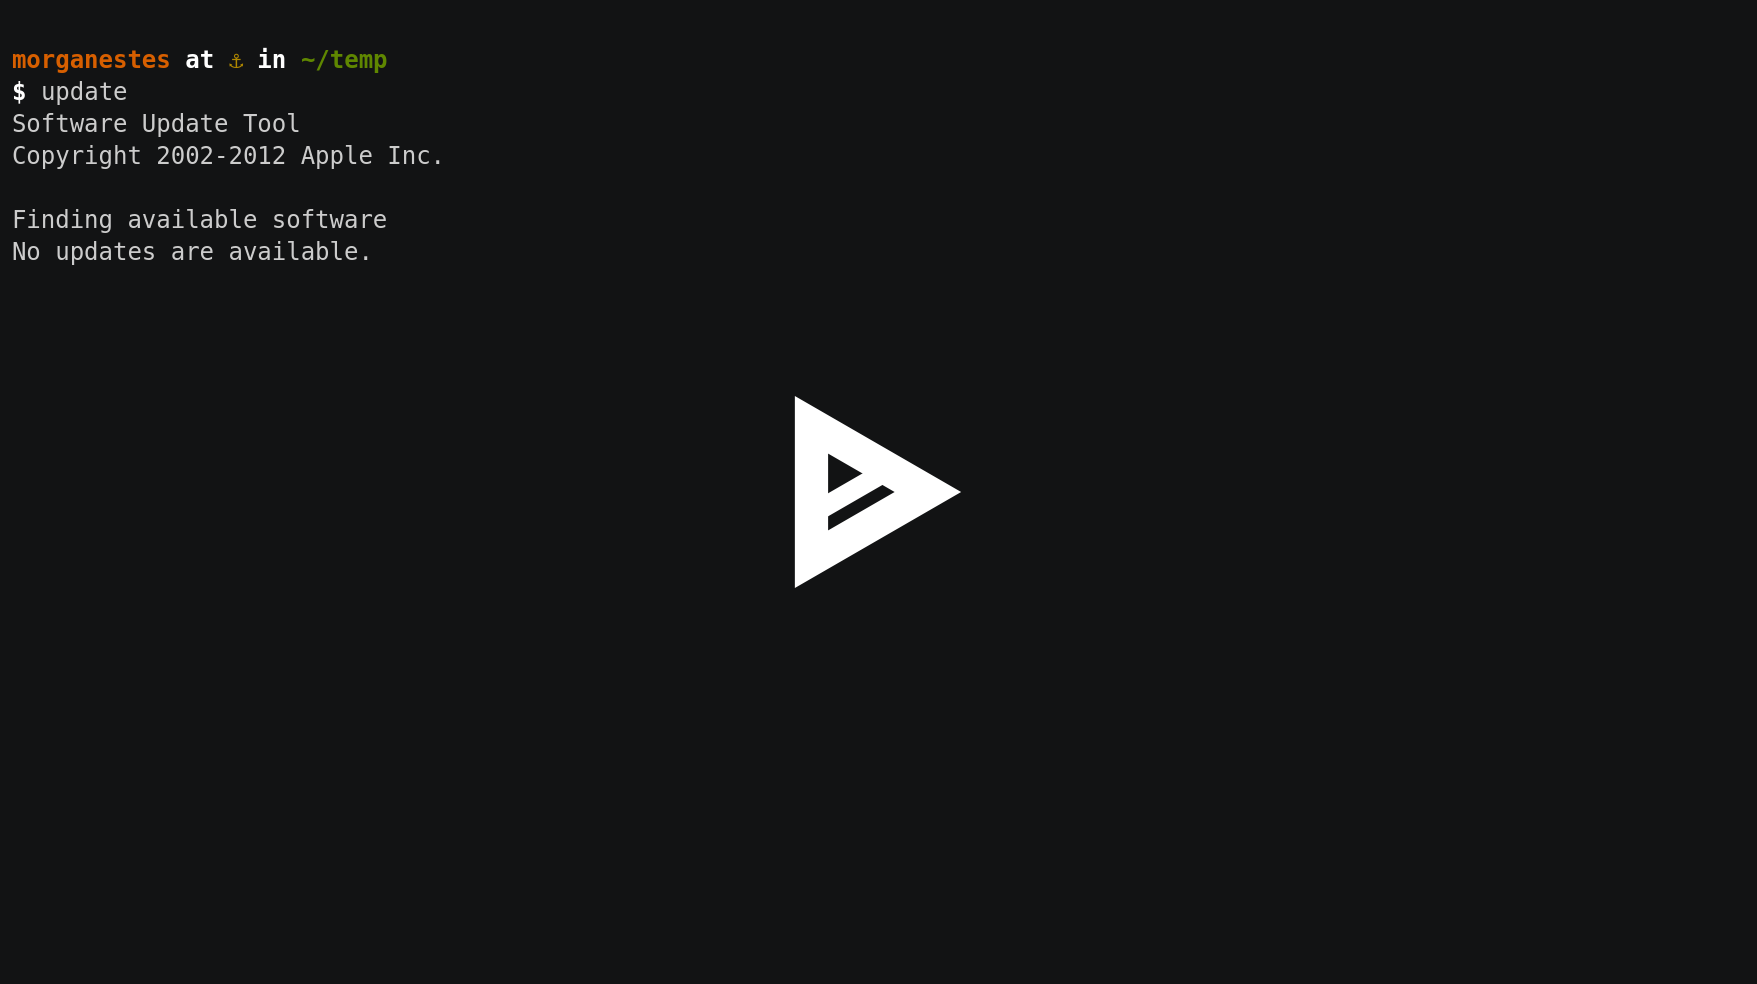 morganestes at ⚓ in ~/temp
$ update
Software Update Tool
Copyright 2002-2012 Apple Inc.

Finding available software
No updates are available.